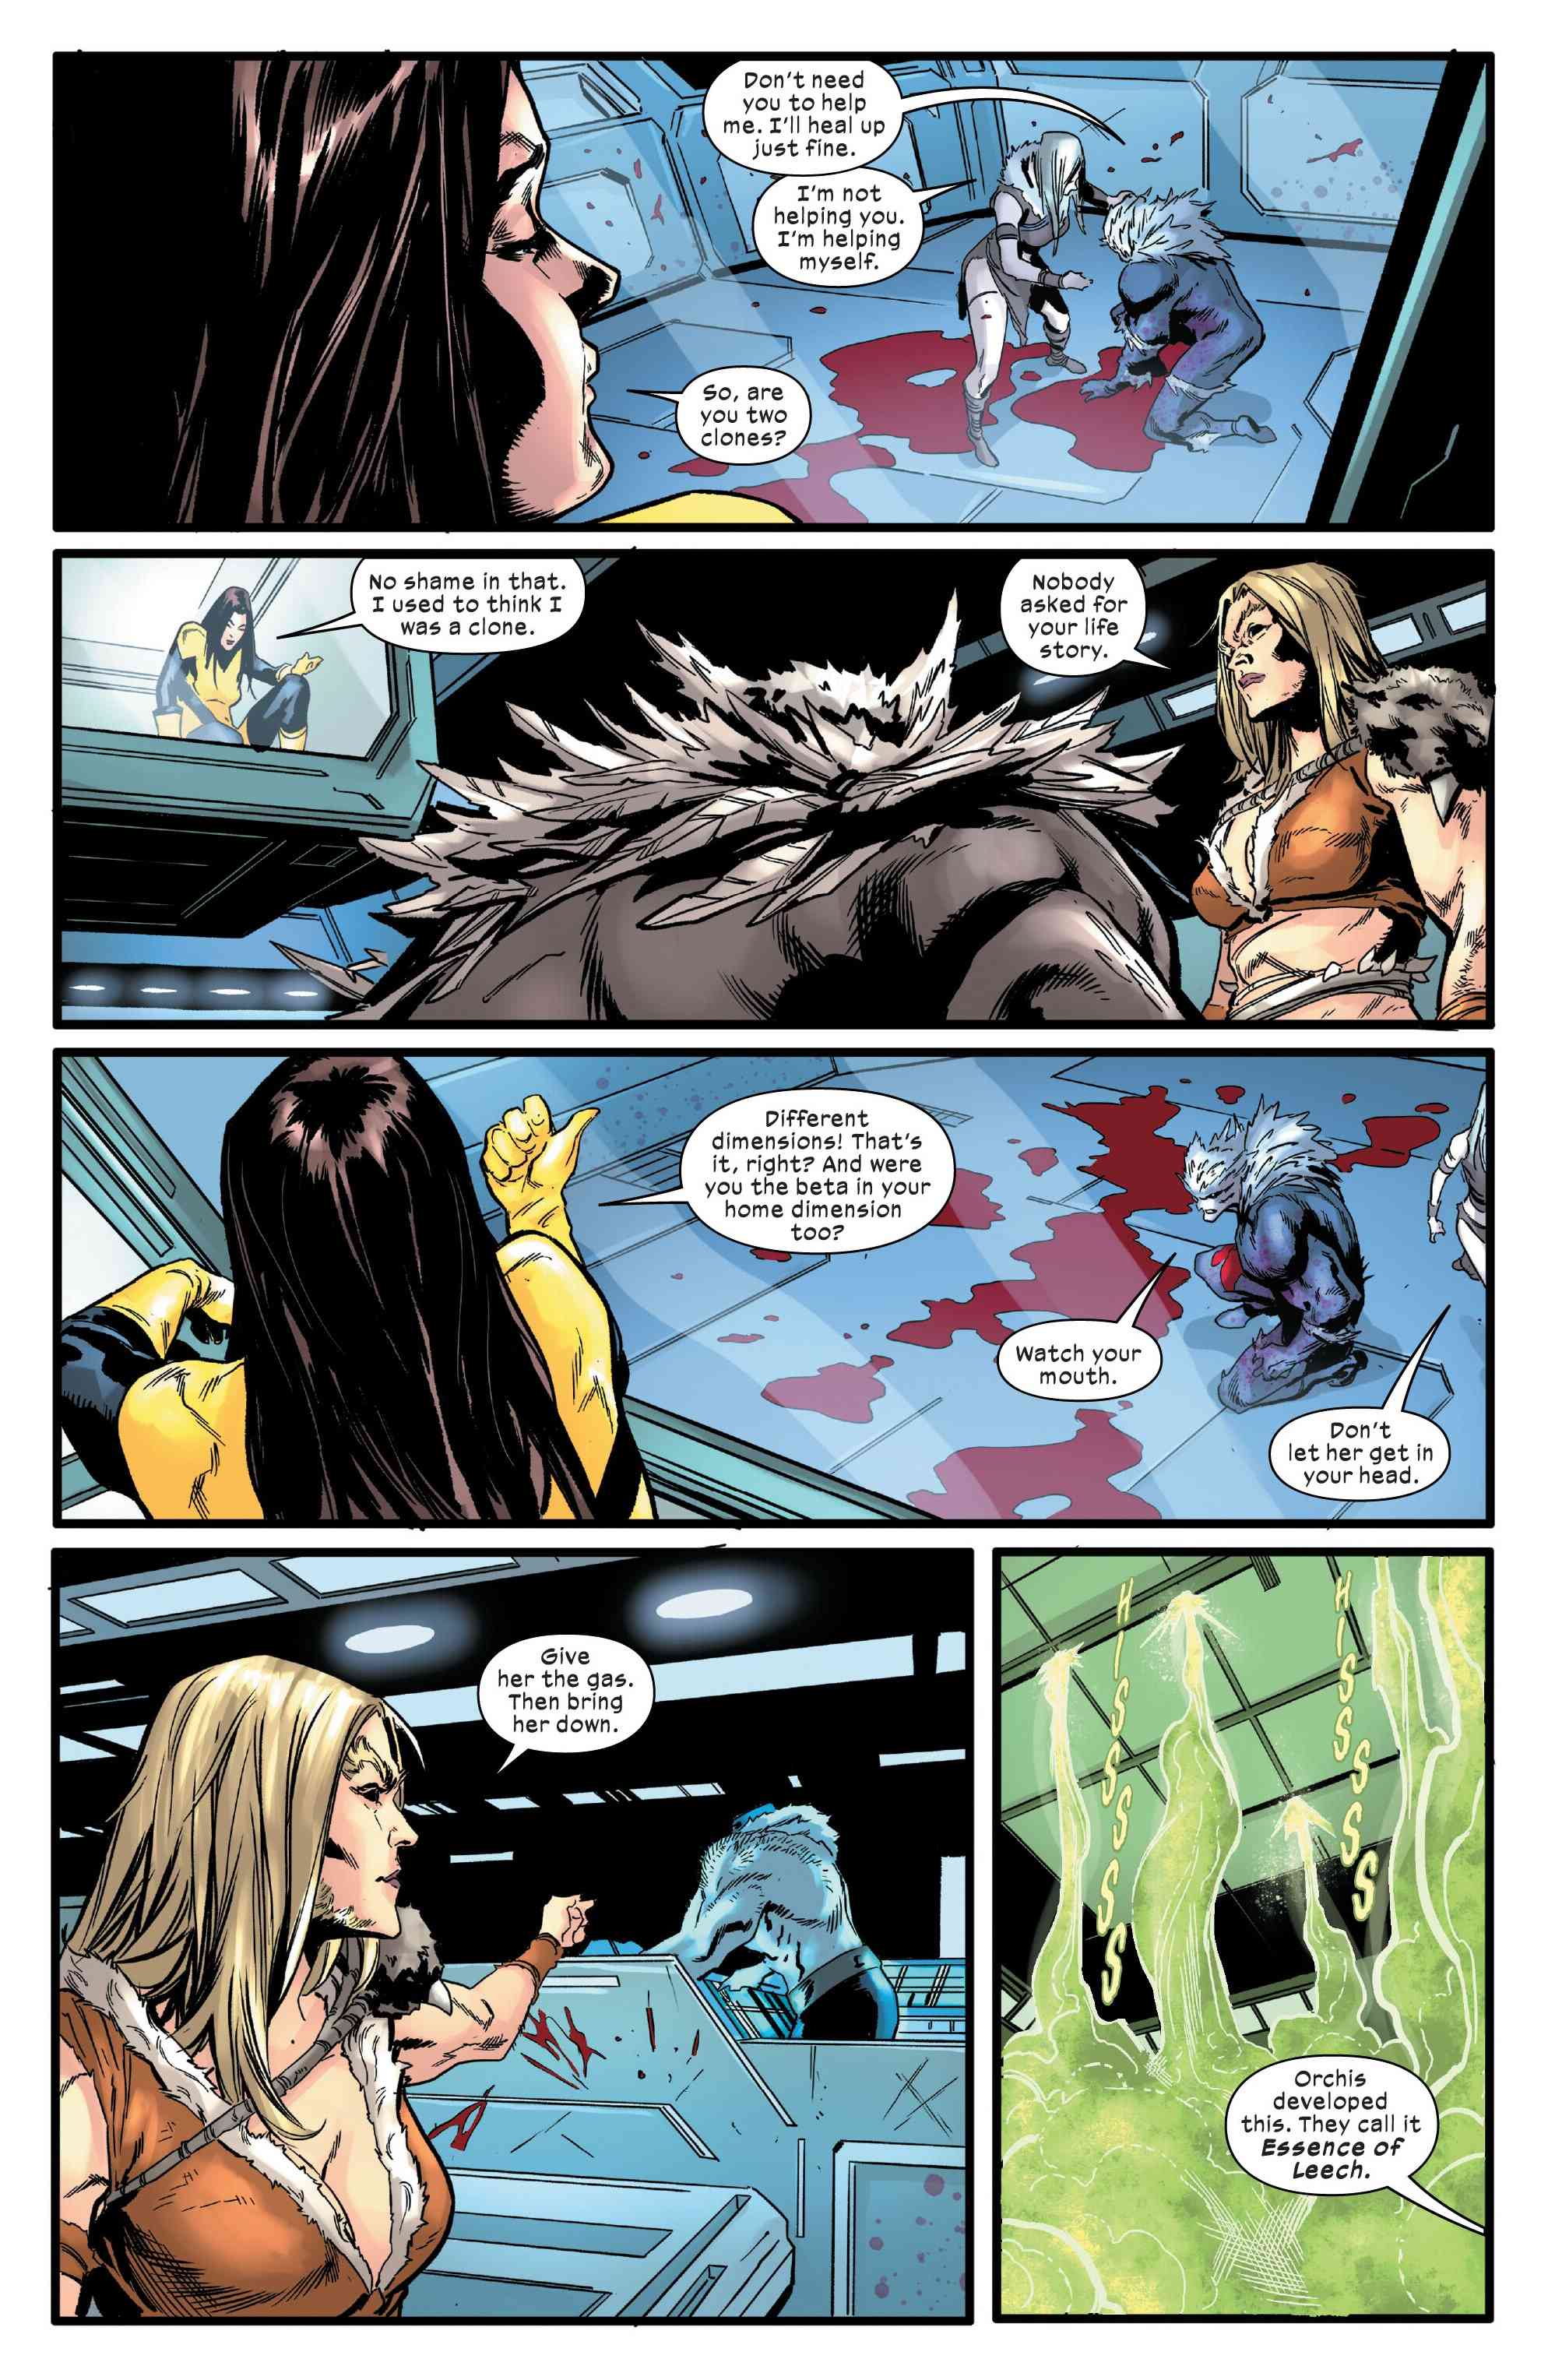 Don't need
you to help
me. I'll heal up
just fine.
I'm not
helping you.
I'm helping
myself.
So, are
you two
clones?
No shame in that.
I used to think I
was a clone.
Nobody
asked for
your life
story.
Different
dimensions! That's
it, right? And were
you the beta in your
home dimension
too?
Watch your
mouth.
Don't
let her get in
your head.
Give
her the gas.
Then bring
her down.
HISSSSSS
HISSSSS
Orchis
developed
this. They call it
Essence of
Leech.